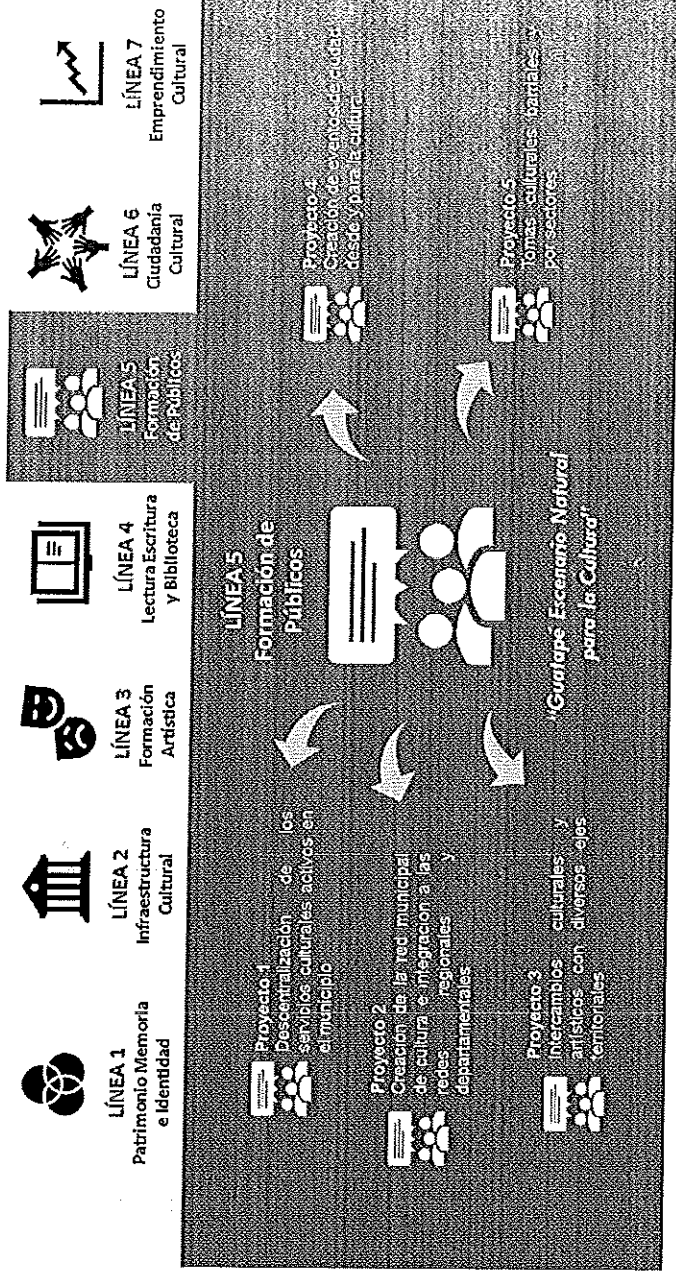 LÍNEA 1
Patrimonio Memoria
e Identidad
LÍNEA 2
Infraestructura
Cultural
LÍNEA 3
Formación
Artística
LÍNEA 4
Lectura Escritura
y Biblioteca
LÍNEA 5
Formación
de Públicos
LÍNEA 6
Ciudadanía
Cultural
LÍNEA 7
Emprendimiento
Cultural
Proyecto 1
Descentralización de los
servicios culturales activos en
el municipio
Proyecto 2
Creación de la red municipal
de cultura e integración a las
redes regionales y
departamentales
Proyecto 3
Intercambios culturales y
artísticos con diversos ejes
territoriales
LÍNEA 5
Formación de
Públicos
"Guatapé Escenario Natural
para la Cultura"
Proyecto 4
Creación de eventos de ciudad
desde y para la cultura
Proyecto 5
Tomas culturales barriales y
por sectores